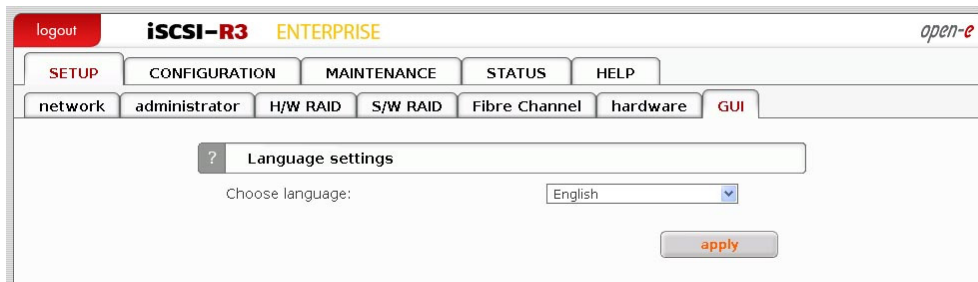 logout iSCSI-R3 ENTERPRISE open-e
SETUP CONFIGURATION MAINTENANCE STATUS HELP
network administrator H/W RAID S/W RAID Fibre Channel hardware GUI
? Language settings
Choose language: English
apply